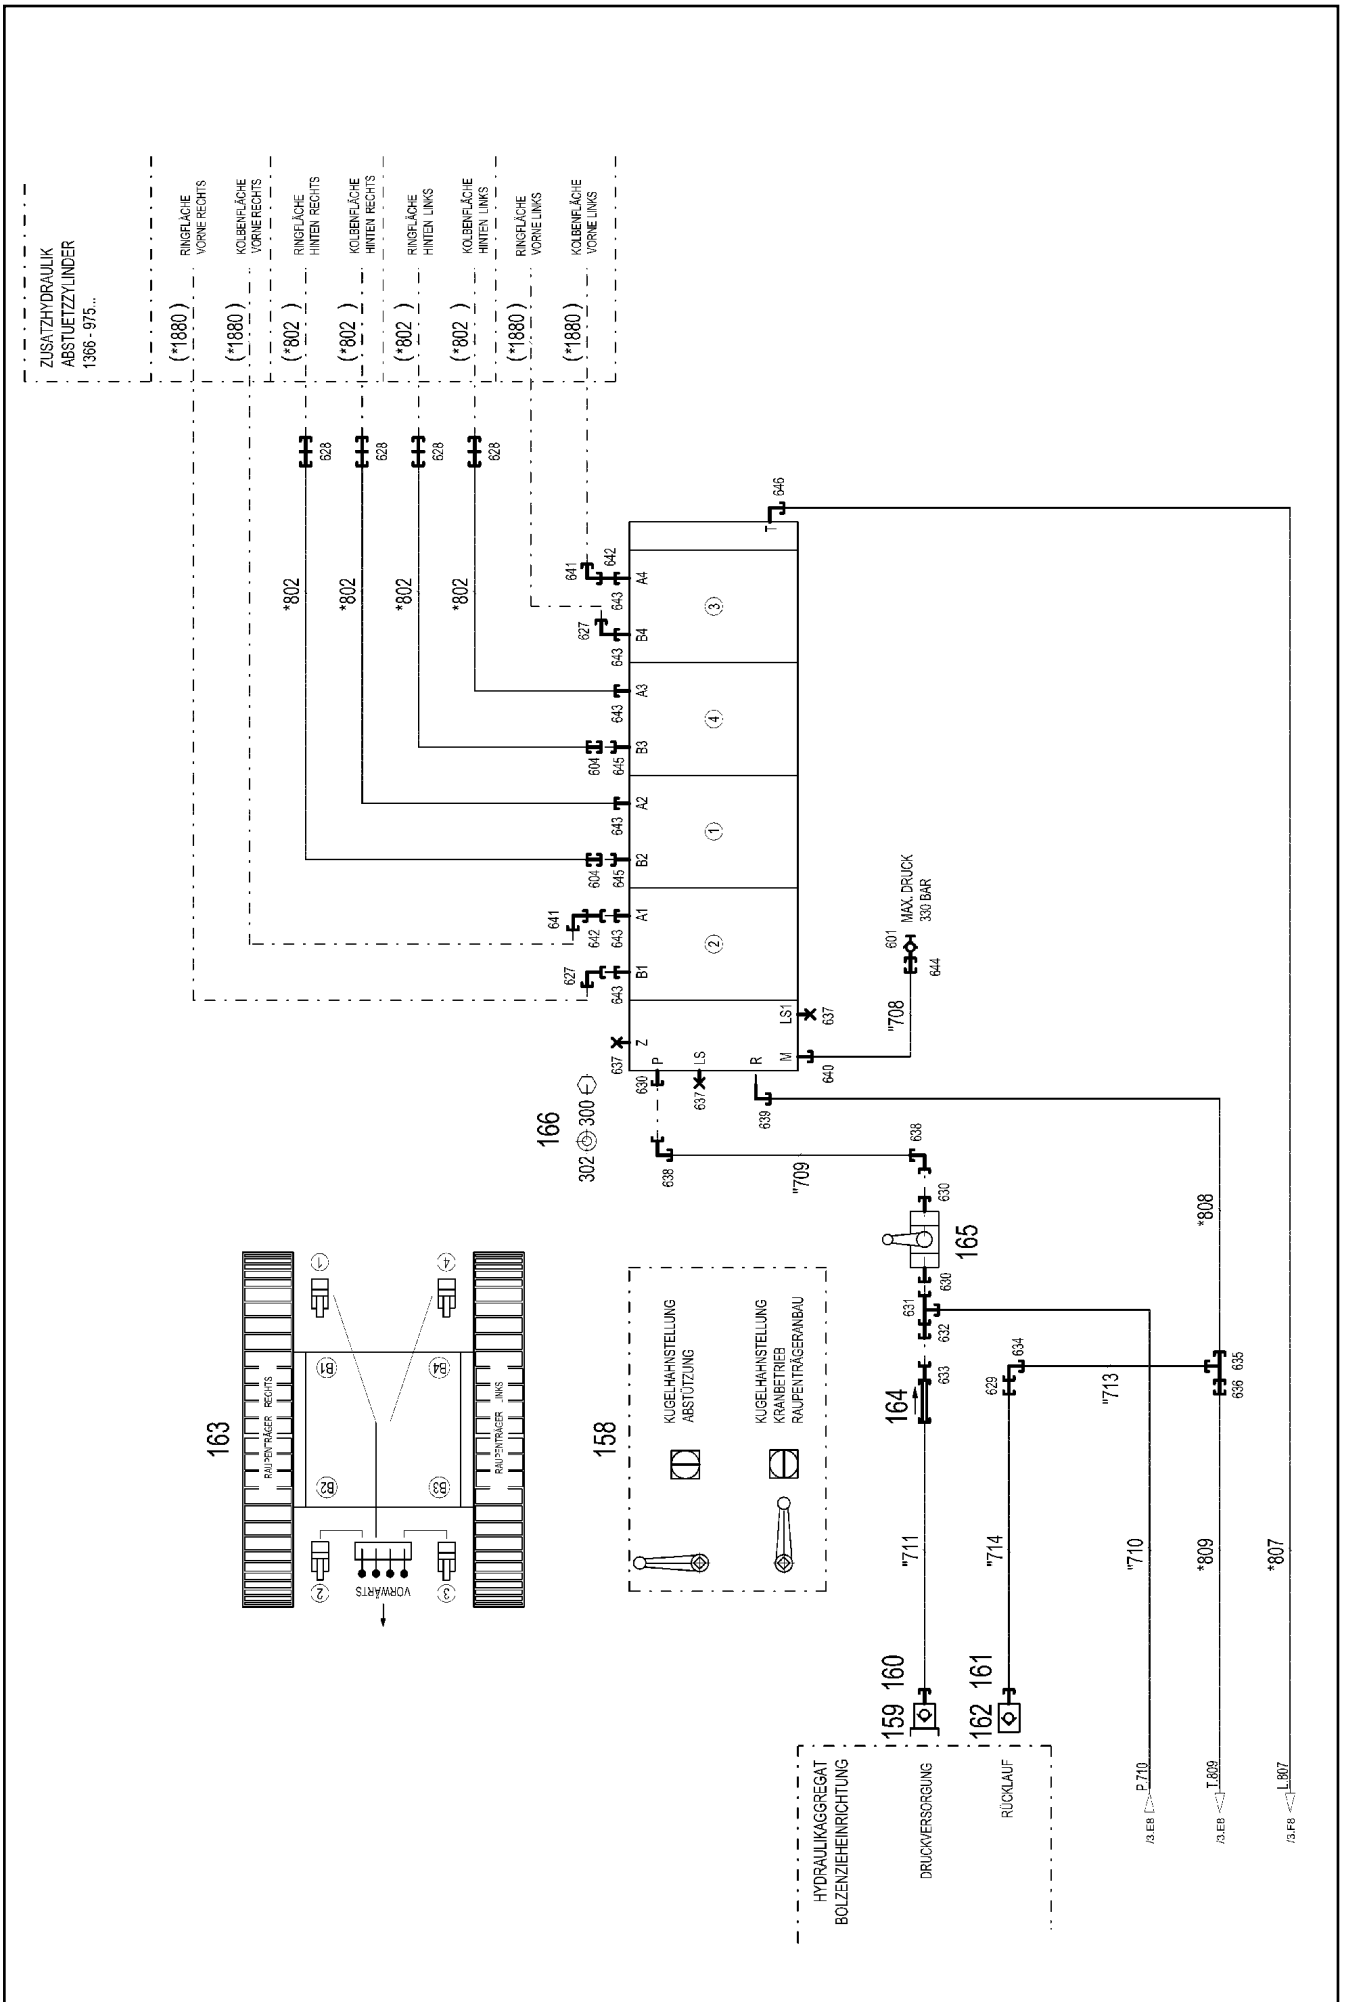 ZUSATZHYDRAULIK
ABSTUETZZYLINDER
1366 - 975...
(*1880 )
RINGFLÄCHE
VORNE RECHTS
(*1880 )
KOLBENFLÄCHE
VORNE RECHTS
(*802 )
RINGFLÄCHE
HINTEN RECHTS
(*802 )
KOLBENFLÄCHE
HINTEN RECHTS
(*802 )
RINGFLÄCHE
HINTEN LINKS
(*802 )
KOLBENFLÄCHE
HINTEN LINKS
(*1880 )
RINGFLÄCHE
VORNE LINKS
(*1880 )
KOLBENFLÄCHE
VORNE LINKS
628
628
628
628
*802
*802
*802
*802
163
RAUPENTRÄGER RECHTS
RAUPENTRÄGER LINKS
1
4
B1
B4
B2
B3
2
3
VORWÄRTS
166
302
300
627
641
642
604
604
627
641
642
637
643
643
645
643
645
643
643
643
Z
B1
A1
B2
A2
B3
A3
B4
A4
630
P
637
LS
R
639
M
640
LS1
637
2
1
4
3
T
646
"708
601
644
MAX. DRUCK
330 BAR
158
KUGELHAHNSTELLUNG
ABSTÜTZUNG
KUGELHAHNSTELLUNG
KRANBETRIEB
RAUPENTRÄGERANBAU
638
"709
638
630
165
630
631
632
633
164
"711
160
159
629
634
"714
161
162
"713
635
636
*808
"710
*809
*807
HYDRAULIKAGGREGAT
BOLZENZIEHEINRICHTUNG
DRUCKVERSORGUNG
RÜCKLAUF
/3.E8
P.710
/3.E8
T.809
/3.F8
L.807